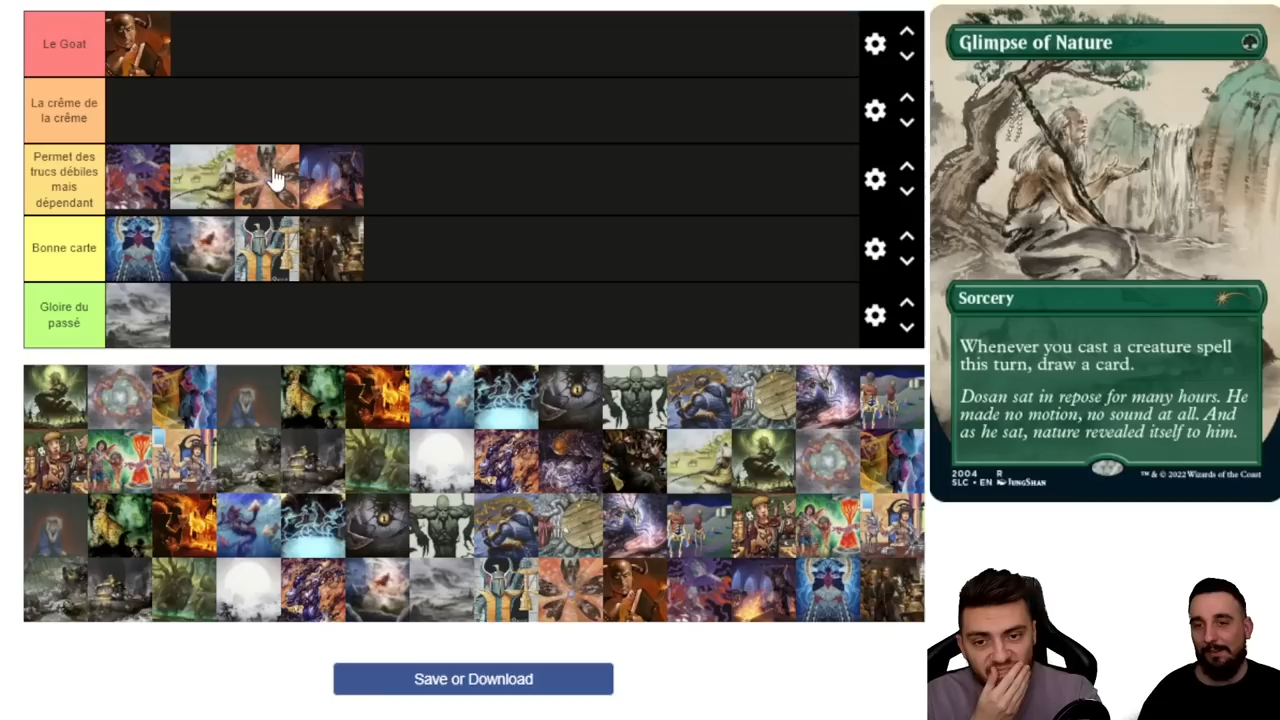 Le Goat
La crême de
la crême
Permet des
trucs débiles
mais
dépendant
Bonne carte
Gloire du
passé
Save or Download
Glimpse of Nature
Sorcery
Whenever you cast a creature spell
this turn, draw a card.
Dosan sat in repose for many hours. He
made no motion, no sound at all. And
as he sat, nature revealed itself to him.
2004 R
SLC • EN JUNGSHAN
™ & © 2022 Wizards of the Coast